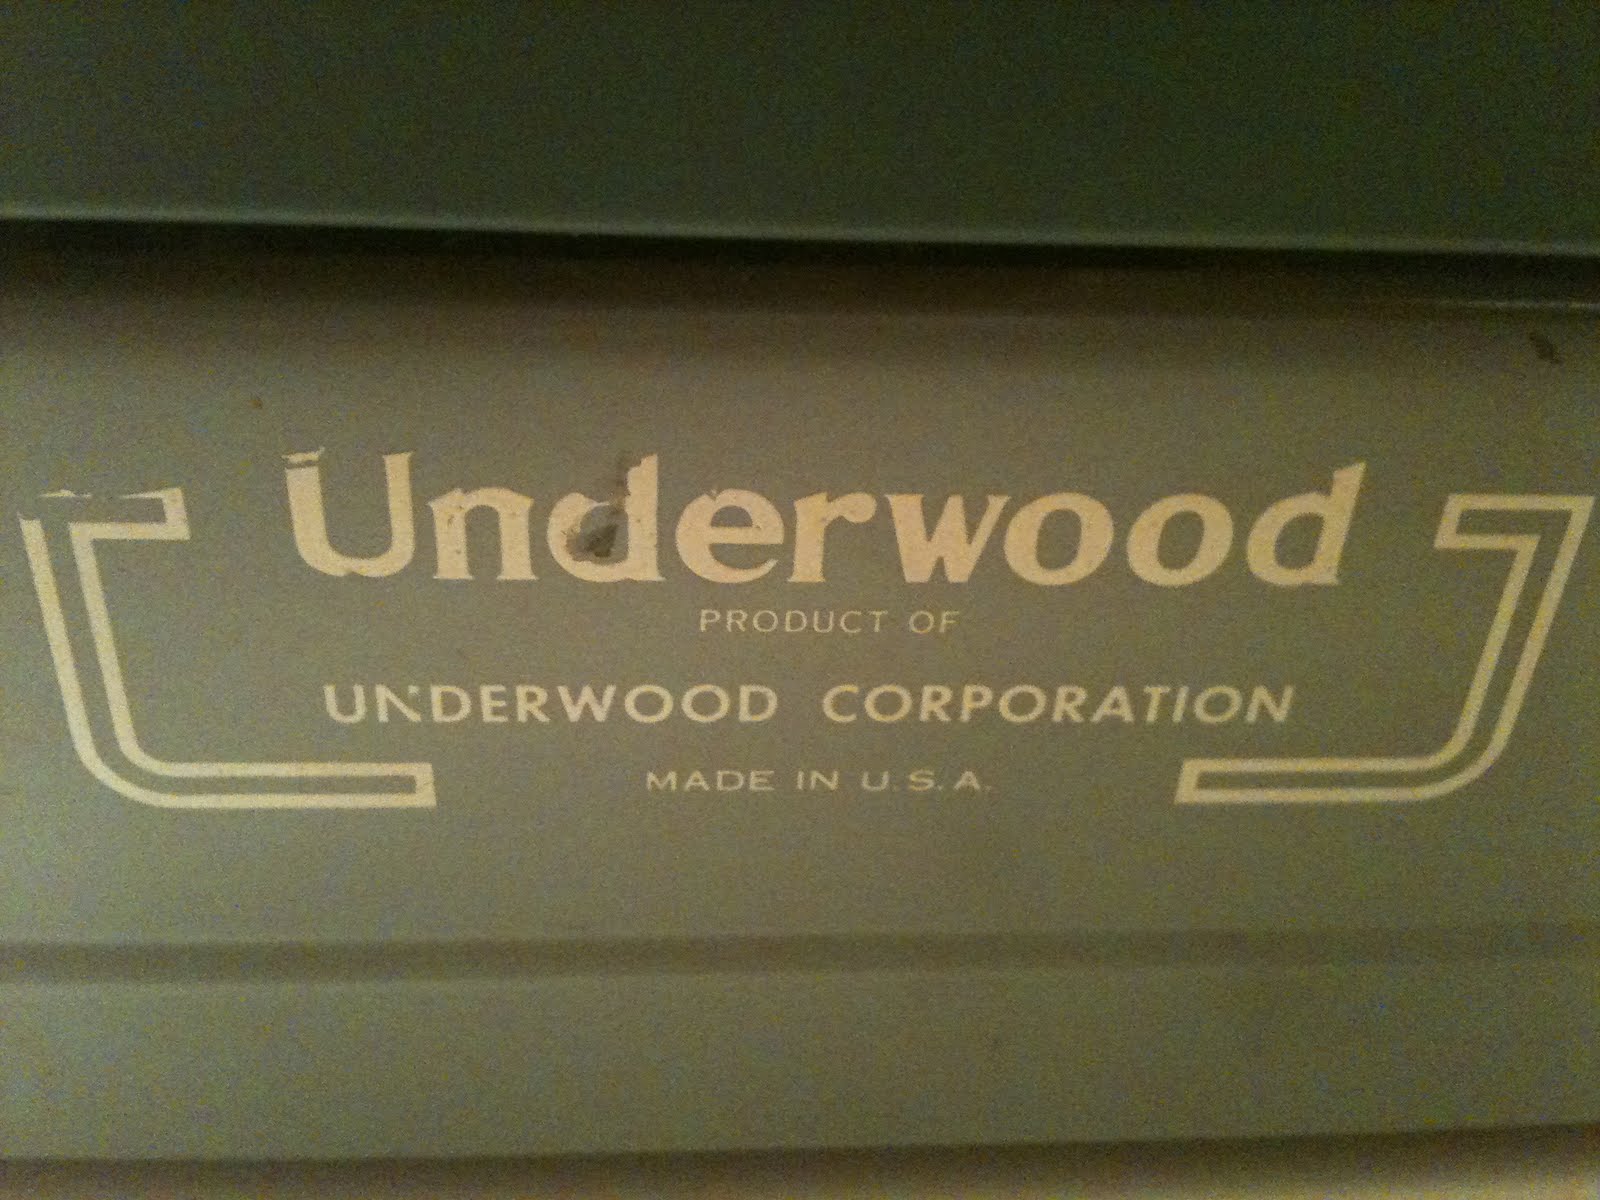 Underwood
PRODUCT OF
UNDERWOOD CORPORATION
MADE IN U.S.A.